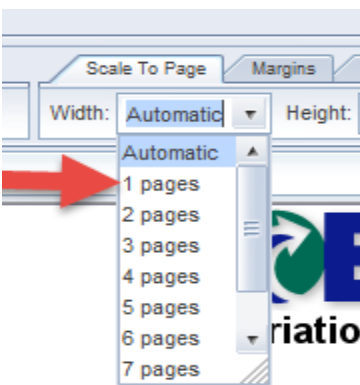 Scale To Page Margins
Width: Automatic Height:
Automatic
1 pages
2 pages
3 pages
4 pages
5 pages
6 pages
7 pages